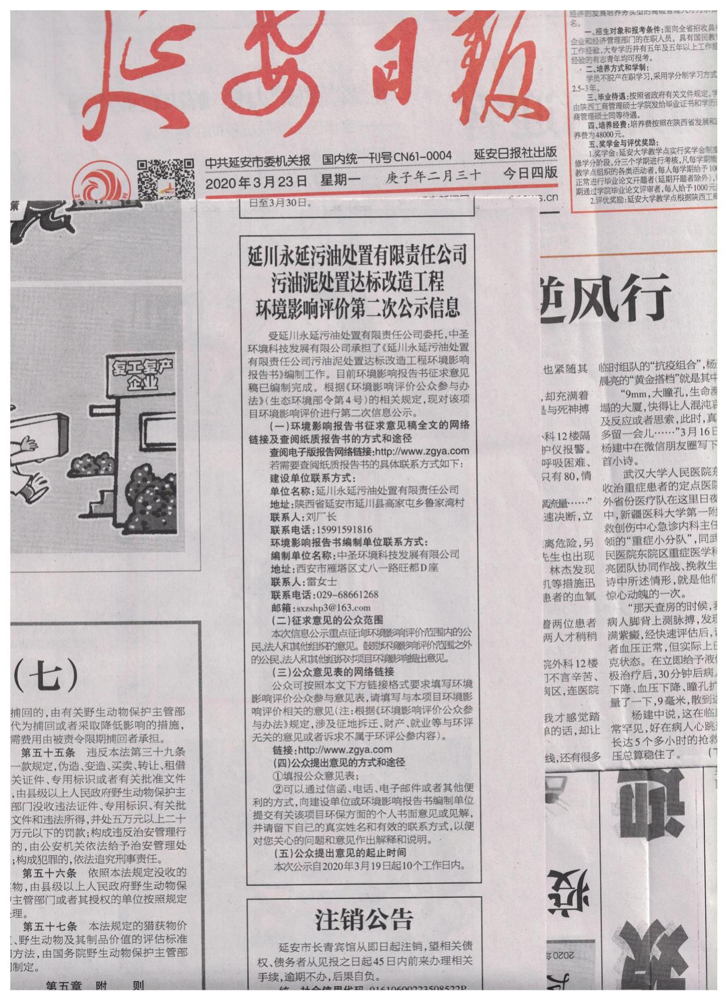 延安日报
中共延安市委机关报 国内统一刊号CN61-0004 延安日报社出版
2020年3月23日 星期一 庚子年二月三十 今日四版
名。
一、招生对象和报考条件:面向全省招收具
企业和经济管理部门的在职人员。具有国民教
工作经验,大专学历并有五年及五年以上工作经
经验的有志青年均可报考。
二、培养方式和学制:
学员不脱产在职学习,采用学分制学习方式
2.5-3年。
三、毕业待遇:按照省政府有关文件规定,学
由陕西工商管理硕士学院发给毕业证书和学历
商管理硕士同等待遇。
四、培养经费:培养费按照在陕西省发展和
养费为48000元。
五、奖学金与评优奖励:
1.奖学金:延安大学教学点实行奖学金制度
修学分阶段,分三个学期进行考核,凡每学期能
教学点组织的各类活动者,每人每学期给予100
正常进行毕业论文开题者(延期开题者除外),
期通过学院毕业论文评审者,每人给予1000元
2.评优奖励:延安大学教学点根据陕西工商
日至3月30日。
延川永延污油处置有限责任公司
污油泥处置达标改造工程
环境影响评价第二次公示信息
受延川永延污油处置有限责任公司委托,中圣
环境科技发展有限公司承担了《延川永延污油处置
有限责任公司污油泥处置达标改造工程环境影响
报告书》编制工作。目前环境影响报告书征求意见
稿已编制完成。根据《环境影响评价公众参与办
法》(生态环境部令第4号)的相关规定,现对该项
目环境影响评价进行第二次信息公示。
(一)环境影响报告书征求意见稿全文的网络
链接及查阅纸质报告书的方式和途径
查阅电子版报告网络链接:http://www.zgya.com
若需要查阅纸质报告书的具体联系方式如下:
建设单位联系方式:
单位名称:延川永延污油处置有限责任公司
地址:陕西省延安市延川县高家屯乡鲁家湾村
联系人:刘厂长
联系电话:15991591816
环境影响报告书编制单位联系方式:
编制单位名称:中圣环境科技发展有限公司
地址:西安市雁塔区丈八一路旺都D座
联系人:雷女士
联系电话:029-68661268
邮箱:sxzshp3@163.com
(二)征求意见的公众范围
本次信息公示重点征询环境影响评价范围内的公
民、法人和其他组织的意见。鼓励环境影响评价范围之外
的公民、法人和其他组织对项目环境影响提出意见。
(三)公众意见表的网络链接
公众可按照本文下方链接格式要求填写环境
影响评价公众参与意见表,请填写与本项目环境影
响评价相关的意见(注:根据《环境影响评价公众参
与办法》规定,涉及征地拆迁、财产、就业等与环评
无关的意见或者诉求不属于环评公参内容)。
链接:http://www.zgya.com
(四)公众提出意见的方式和途径
①填报公众意见表;
②可以通过信函、电话、电子邮件或者其他便
利的方式,向建设单位或环境影响报告书编制单位
提交有关该项目环保方面的个人书面意见或见解,
并请留下自己的真实姓名和有效的联系方式,以便
对您关心的问题和意见作出解释和说明。
(五)公众提出意见的起止时间
本次公示自2020年3月19日起10个工作日内。
注销公告
延安市长青宾馆从即日起注销,望相关债
权、债务者从见报之日起45日内前来办理相关
手续,逾期不办,后果自负。
复工复产
企业
(七)
捕回的,由有关野生动物保护主管部
代为捕回或者采取降低影响的措施,
需费用由被责令限期捕回者承担。
第五十五条 违反本法第三十九条
一款规定,伪造、变造、买卖、转让、租借
关证件、专用标识或者有关批准文件
,由县级以上人民政府野生动物保护主
部门没收违法证件、专用标识、有关批
文件和违法所得,并处五万元以上二十
万元以下的罚款;构成违反治安管理行
的,由公安机关依法给予治安管理处
;构成犯罪的,依法追究刑事责任。
第五十六条 依照本法规定没收的
物,由县级以上人民政府野生动物保
主管部门或者其授权的单位按照规定
理。
第五十七条 本法规定的猎获物价
、野生动物及其制品价值的评估标准
方法,由国务院野生动物保护主管部
制定。
第五章 附 则
逆风行
也紧随其
,却充满着
是与死神搏
科12楼隔
护仪报警。
呼吸困难、
只有80,情
氧流量……”
速决断,立
离危险,另
先生也出现
林杰发现
机等措施迅
患者的血氧
着两位患者
两人才稍稍
院外科12楼
们不言辛苦、
病区,连医院
我才感觉踏
单的话,却让
线,还有很多
临时组队的“抗疫组合”,杨
晨亮的“黄金搭档”就是其中
“9mm,大瞳孔,生命濒
塌的大厦,快得让人混沌哀
及反应或者思索,此时,真
多留一会儿……”3月16日
杨建中在微信朋友圈写下
首小诗。
武汉大学人民医院东
收治重症患者的定点医院
外省份医疗队在这里日夜
中,新疆医科大学第一附
救创伤中心急诊内科主任
领的“重症小分队”,同武
民医院东院区重症医学科
亮团队协同作战、挽救生
诗中所述情形,就是他们
惊心动魄的一次。
“那天查房的时候,我
病人脚背上测脉搏,发现
满紫癜,经快速评估后,
者血压正常,但实际上已
克状态。在立即给予液体
极治疗后,30分钟后病人
下降、血压下降、瞳孔扩
量了一下,9毫米,散到边
杨建中说,这在临床
常罕见,好在病人心跳
长达5个多小时的抢救
压总算稳住了。 (下
疫
2020年